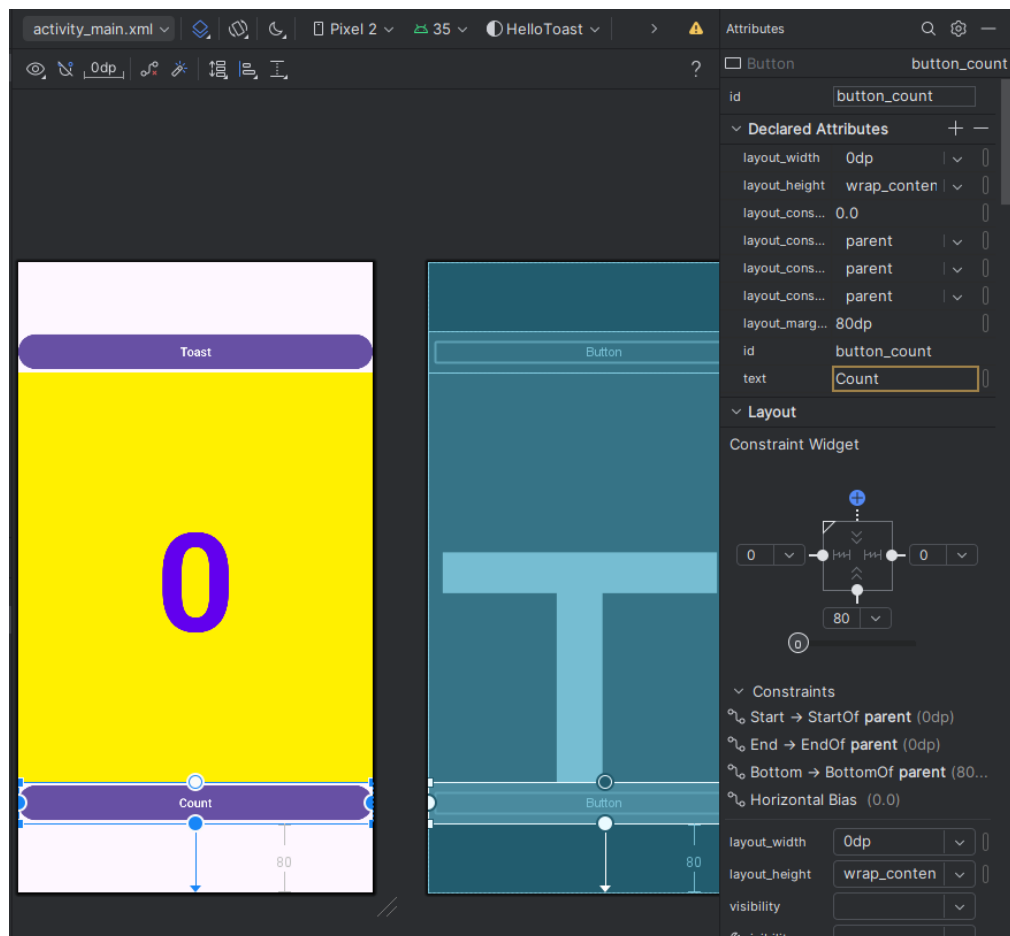 activity_main.xml Pixel 2 35 HelloToast
Attributes
0dp ?
Button button_count
id button_count
Declared Attributes
layout_width 0dp
layout_height wrap_conten
layout_cons... 0.0
layout_cons... parent
layout_cons... parent
layout_cons... parent
layout_marg... 80dp
id button_count
text Count
Layout
Constraint Widget
0 0
80
0
Constraints
Start → StartOf parent (0dp)
End → EndOf parent (0dp)
Bottom → BottomOf parent (80...
Horizontal Bias (0.0)
layout_width 0dp
layout_height wrap_conten
visibility
Toast
0
Count
80
Button
T
Button
80